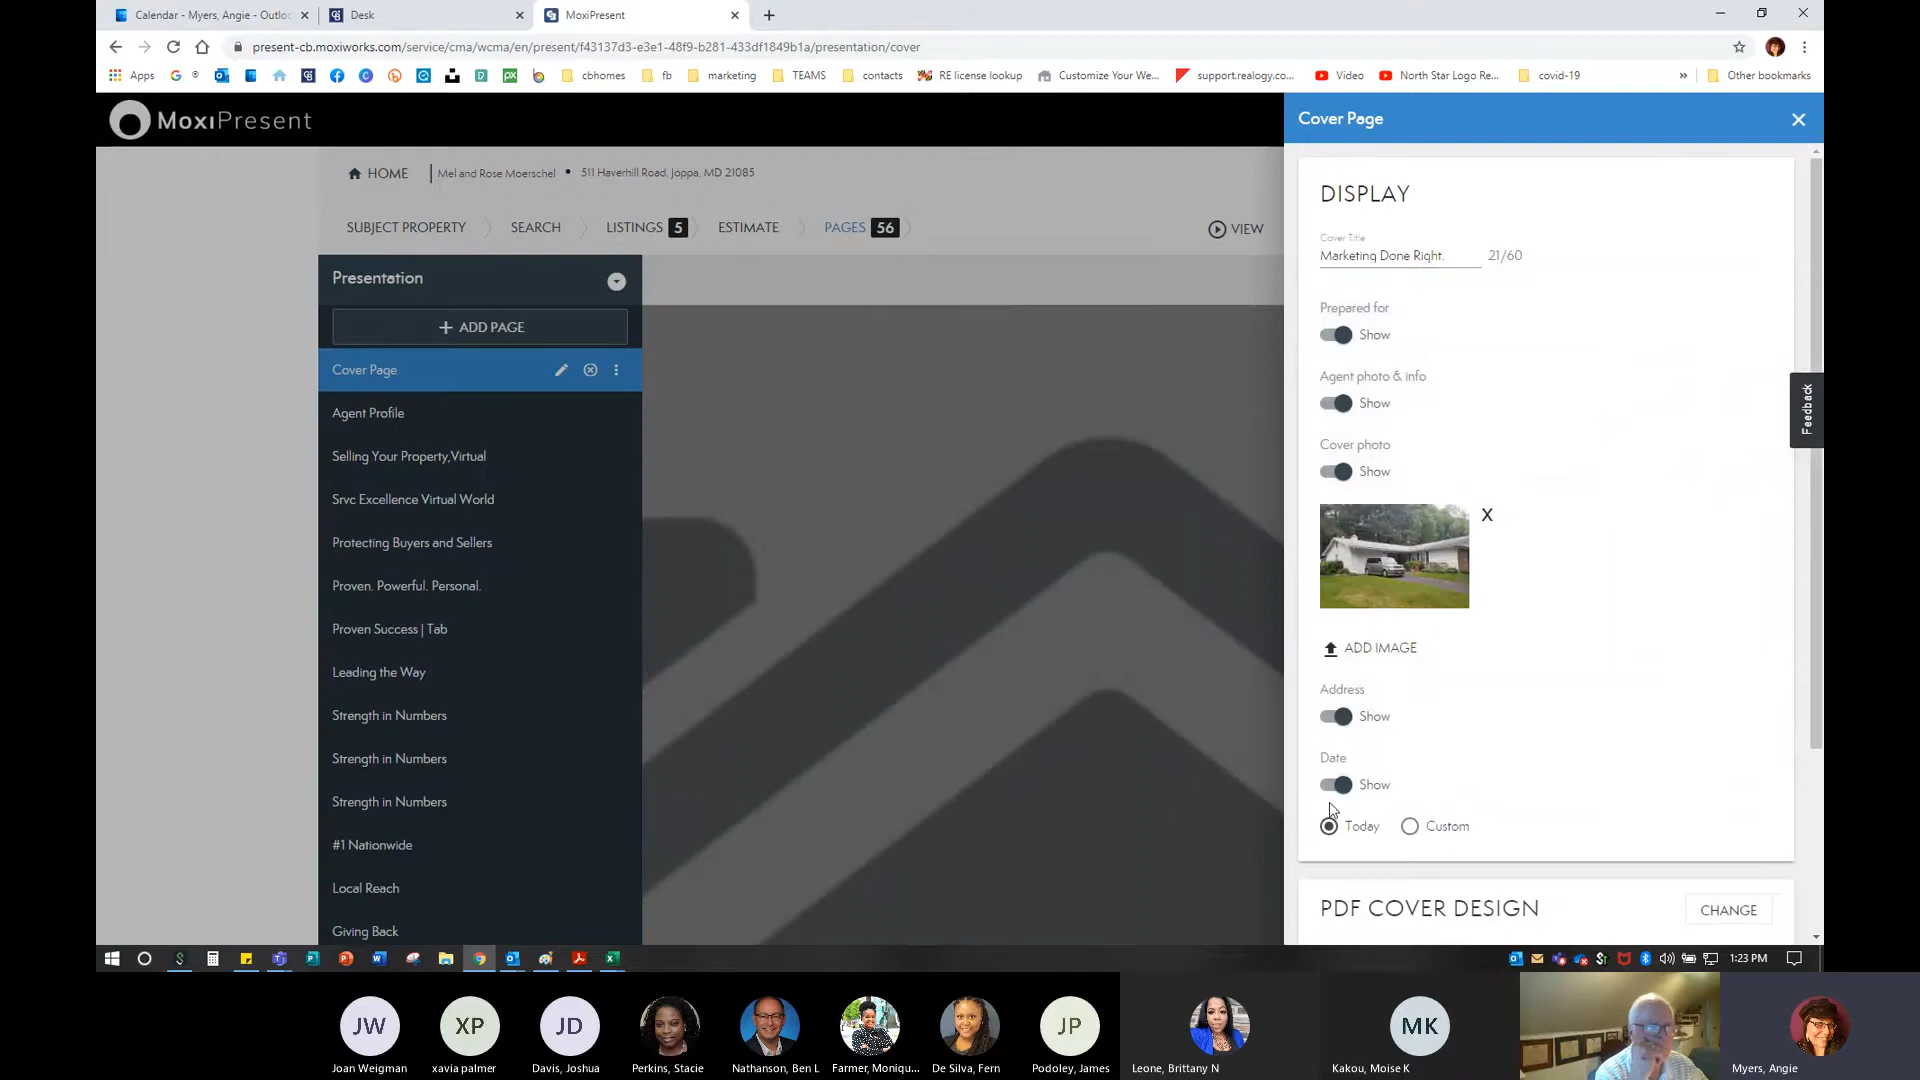 Calendar - Myers, Angie - Outloo
Desk
MoxiPresent
present-cb.moxiworks.com/service/cma/wcma/en/present/f43137d3-e3e1-48f9-b281-433df1849b1a/presentation/cover
Apps
cbhomes
fb
marketing
TEAMS
contacts
RE license lookup
Customize Your We...
support.realogy.co...
Video
North Star Logo Re...
covid-19
»
Other bookmarks
MoxiPresent
Cover Page
HOME
Mel and Rose Moerschel • 511 Haverhill Road, Joppa, MD 21085
SUBJECT PROPERTY
SEARCH
LISTINGS 5
ESTIMATE
PAGES 56
VIEW
Presentation
+ ADD PAGE
Cover Page
Agent Profile
Selling Your Property,Virtual
Srvc Excellence Virtual World
Protecting Buyers and Sellers
Proven. Powerful. Personal.
Proven Success | Tab
Leading the Way
Strength in Numbers
Strength in Numbers
Strength in Numbers
#1 Nationwide
Local Reach
Giving Back
DISPLAY
Cover Title
Marketing Done Right. 21/60
Prepared for
Show
Agent photo & info
Show
Cover photo
Show
X
ADD IMAGE
Address
Show
Date
Show
Today
Custom
PDF COVER DESIGN
CHANGE
Feedback
1:23 PM
JW
XP
JD
JP
MK
Joan Weigman
xavia palmer
Davis, Joshua
Perkins, Stacie
Nathanson, Ben L
Farmer, Moniqu...
De Silva, Fern
Podoley, James
Leone, Brittany N
Kakou, Moise K
Myers, Angie